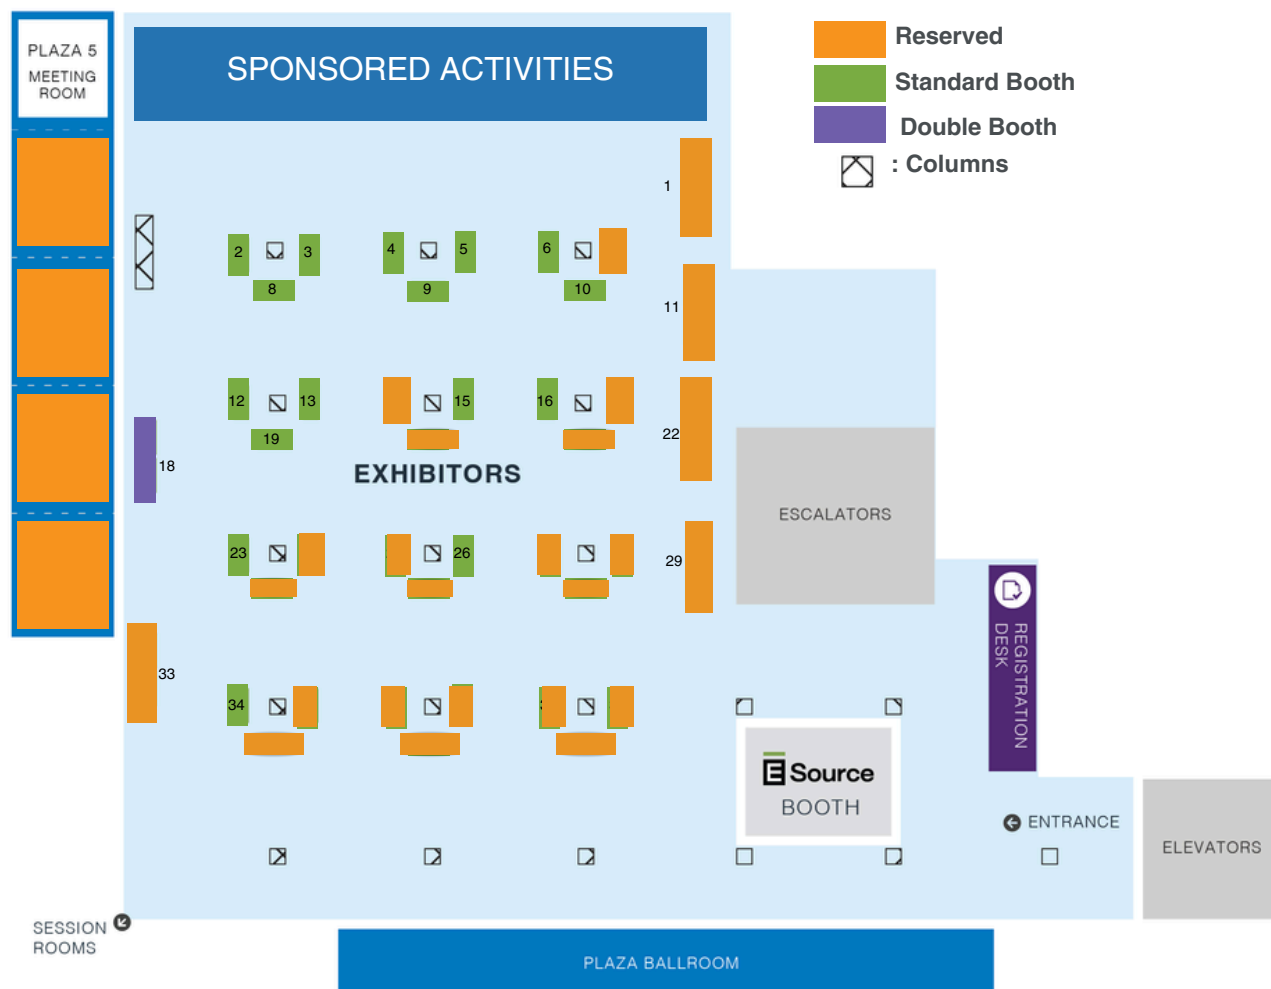 PLAZA 5
MEETING
ROOM
SPONSORED ACTIVITIES
Reserved
Standard Booth
Double Booth
: Columns
1
2
3
4
5
6
8
9
10
11
12
13
15
16
19
22
18
EXHIBITORS
ESCALATORS
23
26
29
REGISTRATION
DESK
33
34
E Source
BOOTH
ENTRANCE
ELEVATORS
SESSION
ROOMS
PLAZA BALLROOM